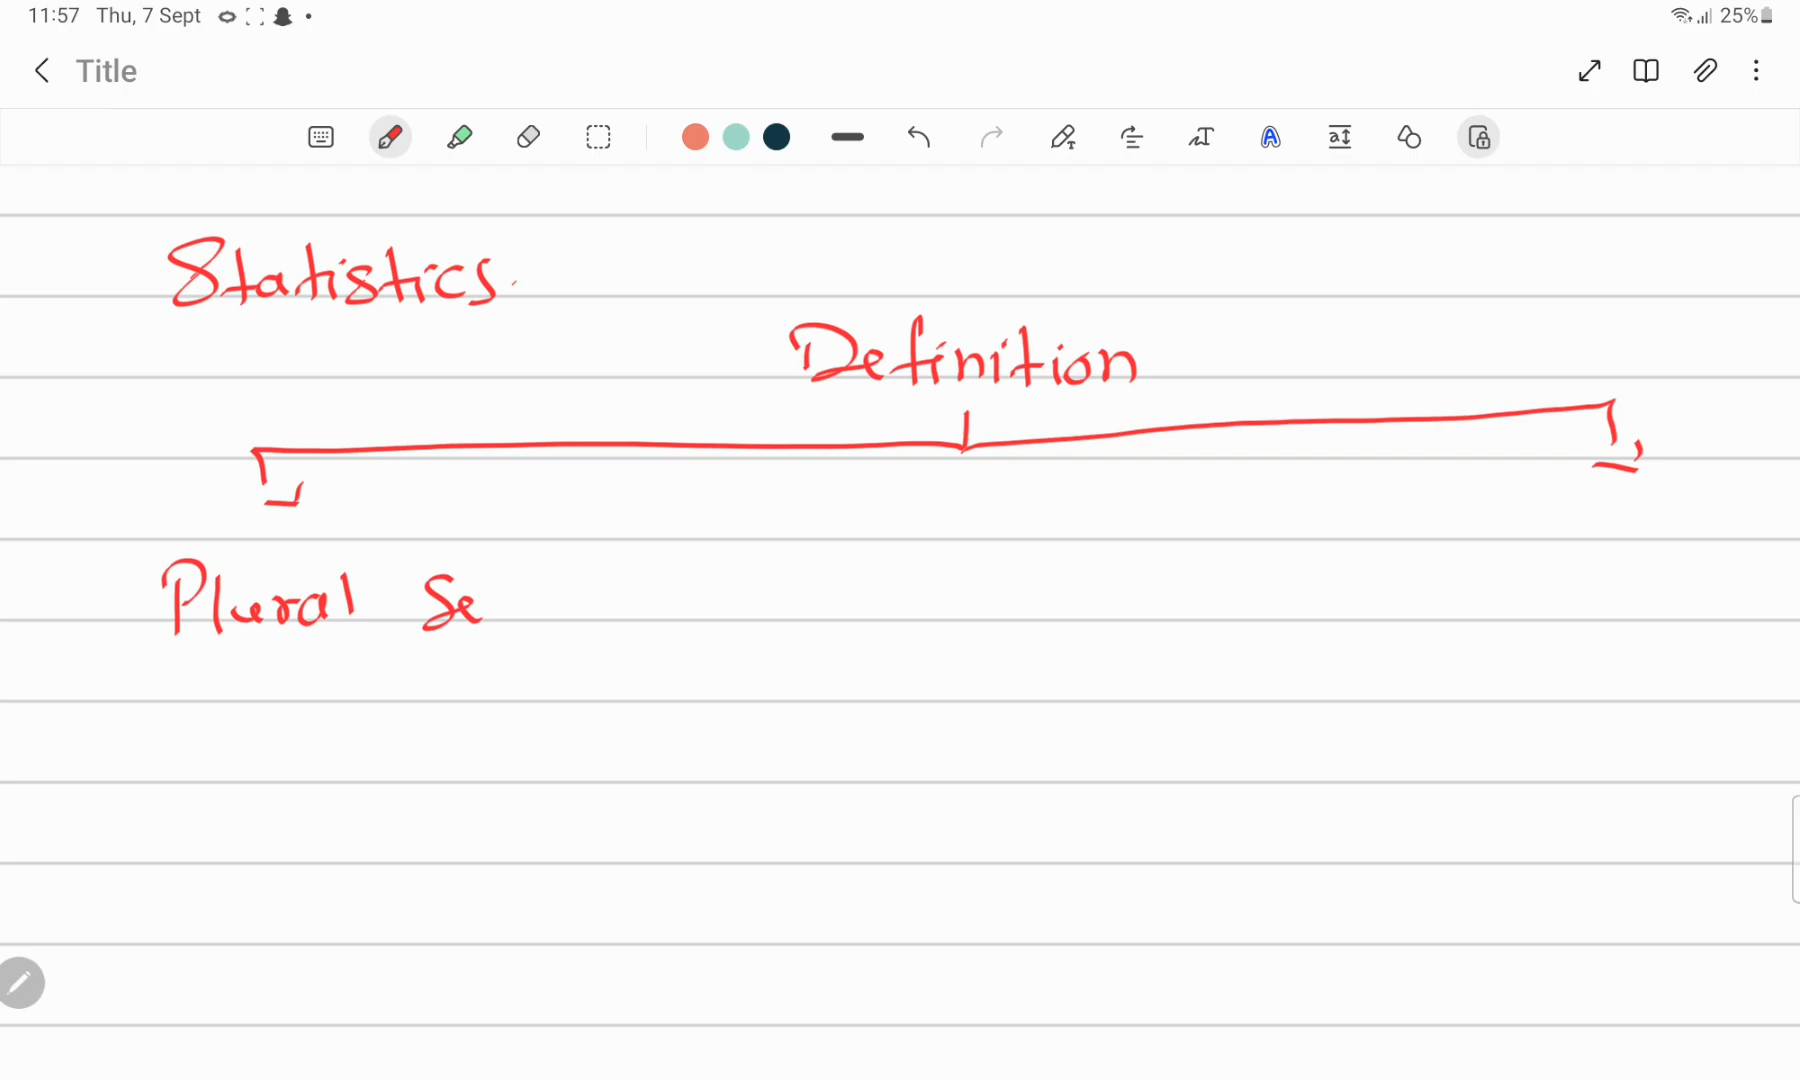 11:57 Thu, 7 Sept 25%
Title
Statistics.
Definition
Plural Se